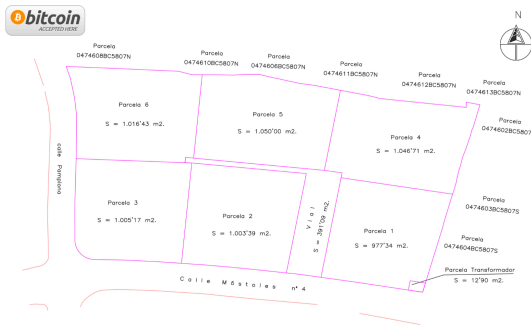 bitcoin
ACCEPTED HERE
N
Parcela
0474608BC5807N
Parcela
0474610BC5807N
Parcela
0474606BC5807N
Parcela
0474611BC5807N
Parcela
0474612BC5807N
Parcela
0474613BC5807N
Parcela
0474602BC5807N
Parcela 6
S = 1.016'43 m2.
Parcela 5
S = 1.050'00 m2.
Parcela 4
S = 1.046'71 m2.
calle Pamplona
Parcela 3
S = 1.005'17 m2.
Parcela 2
S = 1.003'39 m2.
Vial
S = 391'09 m2.
Parcela 1
S = 977'34 m2.
Parcela
0474603BC5807S
Parcela
0474604BC5807S
Parcela Transformador
S = 12'90 m2.
Calle Móstoles nº 4